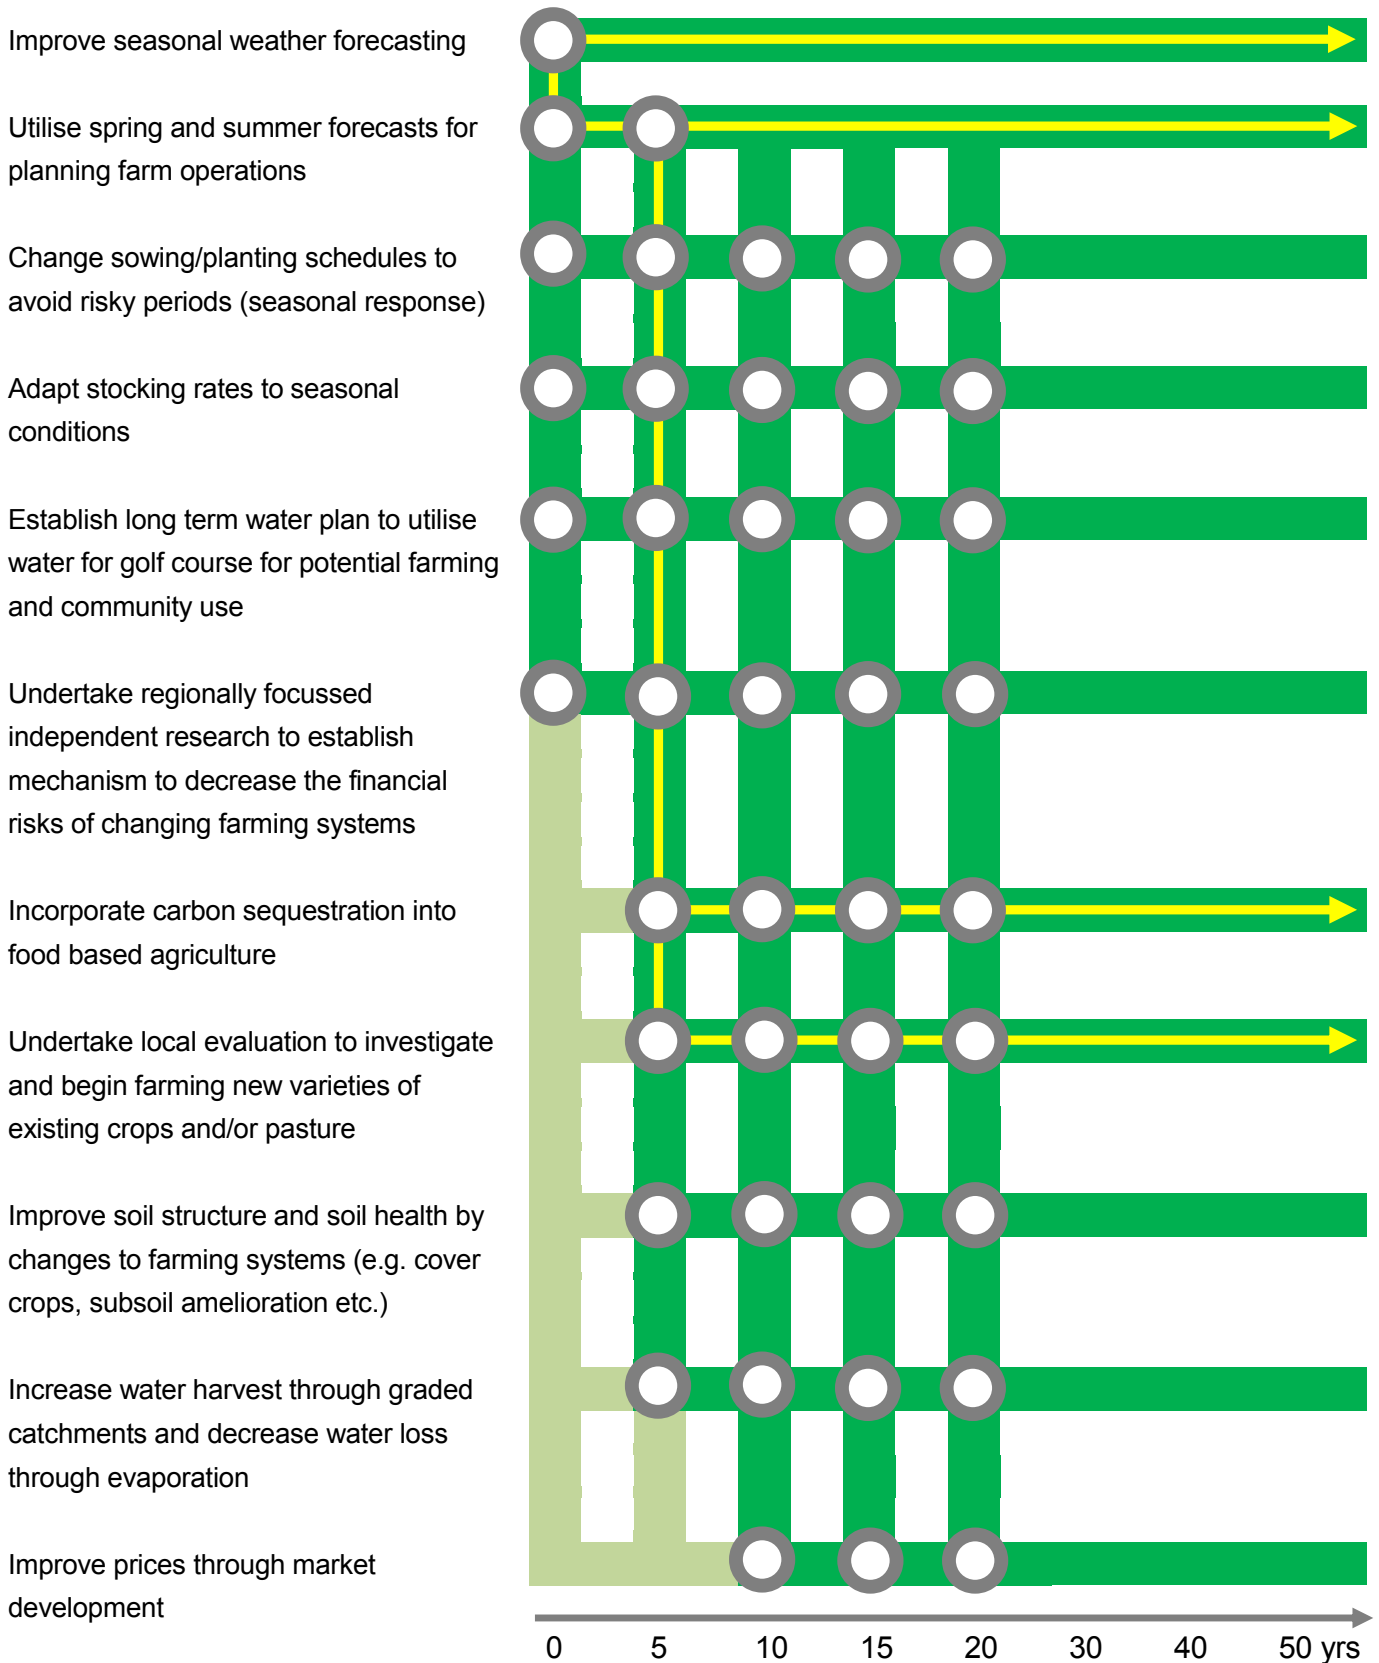 Improve seasonal weather forecasting
Utilise spring and summer forecasts for
planning farm operations
Change sowing/planting schedules to
avoid risky periods (seasonal response)
Adapt stocking rates to seasonal
conditions
Establish long term water plan to utilise
water for golf course for potential farming
and community use
Undertake regionally focussed
independent research to establish
mechanism to decrease the financial
risks of changing farming systems
Incorporate carbon sequestration into
food based agriculture
Undertake local evaluation to investigate
and begin farming new varieties of
existing crops and/or pasture
Improve soil structure and soil health by
changes to farming systems (e.g. cover
crops, subsoil amelioration etc.)
Increase water harvest through graded
catchments and decrease water loss
through evaporation
Improve prices through market
development
0 5 10 15 20 30 40 50 yrs